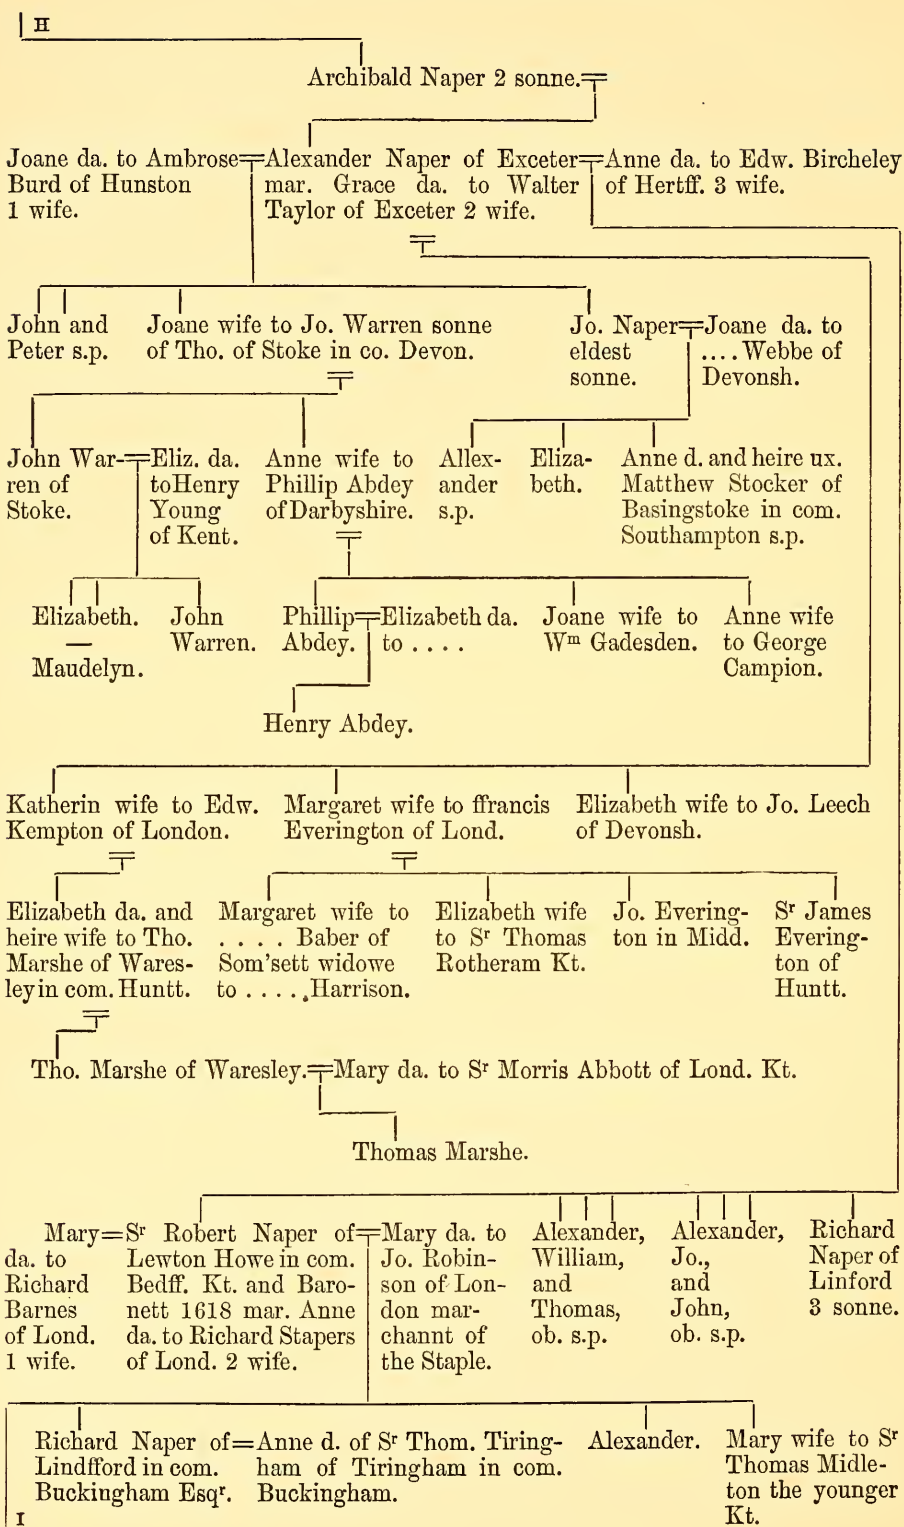 II
Archibald Naper 2 sonne.
Joane da. to Ambrose
Burd of Hunston
1 wife.
Alexander Naper of Exeter
mar. Grace da. to Walter
Taylor of Exceter 2 wife.
Anne da. to Edw. Bircheley
of Hertff. 3 wife.
John and
Peter s.p.
Joane wife to Jo. Warren sonne
of Tho. of Stoke in co. Devon.
Jo. Naper
eldest
sonne.
Joane da. to
....Webbe of
Devonsh.
John War-
ren of
Stoke.
Eliz. da.
toHenry
Young
of Kent.
Anne wife to
Phillip Abdey
of Darbyshire.
Allex-
ander
s.p.
Eliza-
beth.
Anne d. and heire ux.
Matthew Stocker of
Basingstoke in com.
Southampton s.p.
Elizabeth.
—
Maudelyn.
John
Warren.
Phillip
Abdey.
Elizabeth da.
to ....
Joane wife to
Wm Gadesden.
Anne wife
to George
Campion.
Henry Abdey.
Katherin wife to Edw.
Kempton of London.
Margaret wife to ffrancis
Everington of Lond.
Elizabeth wife to Jo. Leech
of Devonsh.
Elizabeth da. and
heire wife to Tho.
Marshe of Wares-
ley in com. Huntt.
Margaret wife to
.... Baber of
Som'sett widowe
to ..... Harrison.
Elizabeth wife
to Sr Thomas
Rotheram Kt.
Jo. Evering-
ton in Midd.
Sr James
Evering-
ton of
Huntt.
Tho. Marshe of Waresley.
Mary da. to Sr Morris Abbott of Lond. Kt.
Thomas Marshe.
Mary
da. to
Richard
Barnes
of Lond.
1 wife.
Sr Robert Naper of
Lewton Howe in com.
Bedff. Kt. and Baro-
nett 1618 mar. Anne
da. to Richard Stapers
of Lond. 2 wife.
Mary da. to
Jo. Robin-
son of Lon-
don mar-
channt of
the Staple.
Alexander,
William,
and
Thomas,
ob. s.p.
Alexander,
Jo.,
and
John,
ob. s.p.
Richard
Naper of
Linford
3 sonne.
Richard Naper of
Lindfford in com.
Buckingham Esqr.
Anne d. of Sr Thom. Tiring-
ham of Tiringham in com.
Buckingham.
Alexander.
Mary wife to Sr
Thomas Midle-
ton the younger
Kt.
I